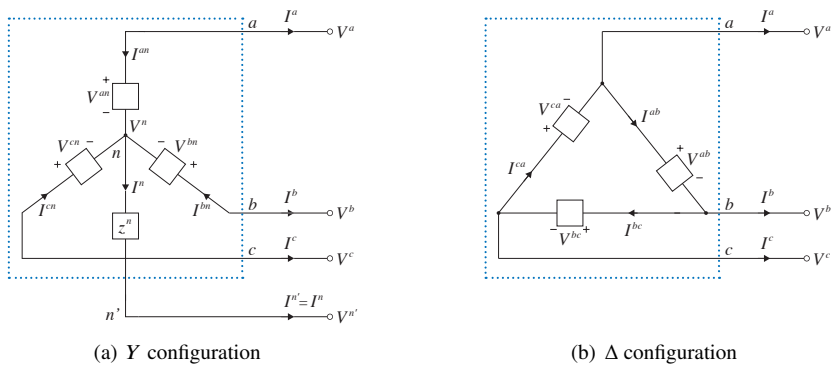 a I^a V^a
I^{an}
+
V^{an}
-
V^n
V^{cn} - - V^{bn}
+ n +
I^n
I^{cn} I^{bn}
z^n
b I^b V^b
c I^c V^c
n' I^{n'}=I^n V^{n'}
(a) Y configuration
a I^a V^a
V^{ca} -
+
I^{ab}
+
V^{ab}
-
I^{ca}
b I^b V^b
- V^{bc} +
I^{bc}
c I^c V^c
(b) Δ configuration